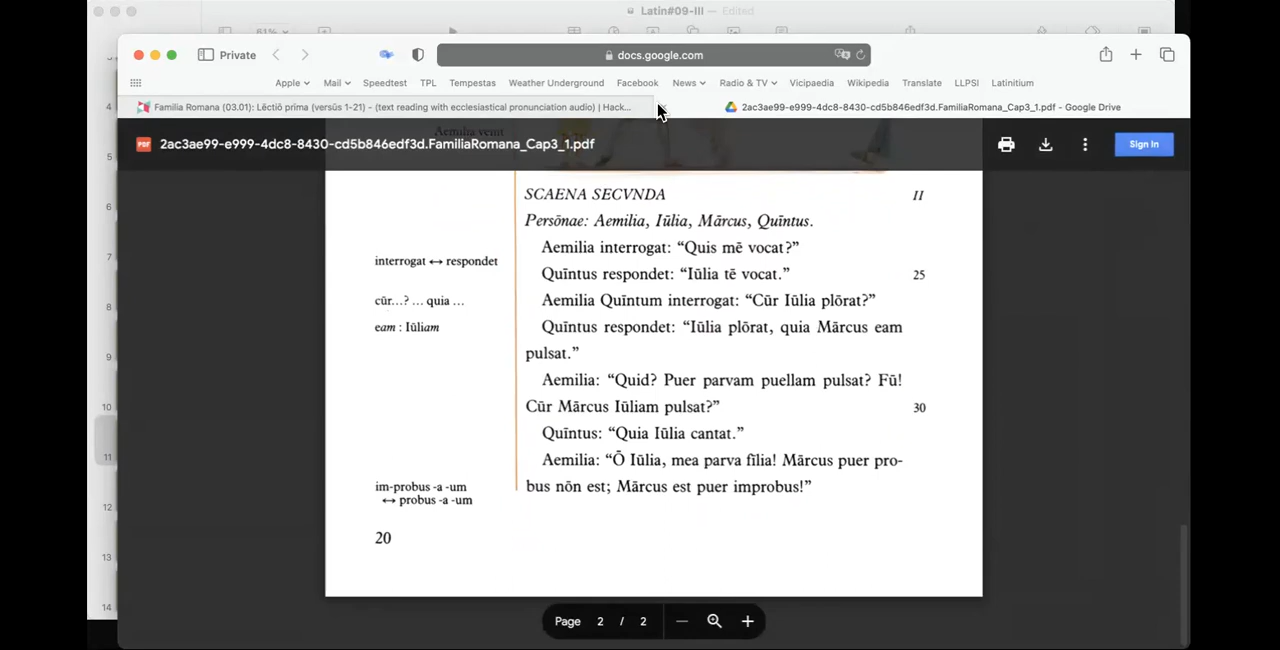 Latin#09-III — Edited
61%
Private
docs.google.com
Apple Mail Speedtest TPL Tempestas Weather Underground Facebook News Radio & TV Vicipaedia Wikipedia Translate LLPSI Latinitium
Familia Romana (03.01): Lēctiō prīma (versūs 1-21) - (text reading with ecclesiastical pronunciation audio) | Hack...
2ac3ae99-e999-4dc8-8430-cd5b846edf3d.FamiliaRomana_Cap3_1.pdf - Google Drive
Aemilia venit
PDF 2ac3ae99-e999-4dc8-8430-cd5b846edf3d.FamiliaRomana_Cap3_1.pdf
Sign In
4
5
6
7
8
9
10
11
12
13
14
SCAENA SECVNDA II
Persōnae: Aemilia, Iūlia, Mārcus, Quīntus.
Aemilia interrogat: “Quis mē vocat?”
interrogat ↔ respondet
Quīntus respondet: “Iūlia tē vocat.” 25
cūr...? ... quia ...
Aemilia Quīntum interrogat: “Cūr Iūlia plōrat?”
eam : Iūliam
Quīntus respondet: “Iūlia plōrat, quia Mārcus eam
pulsat.”
Aemilia: “Quid? Puer parvam puellam pulsat? Fū!
Cūr Mārcus Iūliam pulsat?” 30
Quīntus: “Quia Iūlia cantat.”
Aemilia: “Ō Iūlia, mea parva fīlia! Mārcus puer pro-
bus nōn est; Mārcus est puer improbus!”
im-probus -a -um
↔ probus -a -um
20
Page 2 / 2